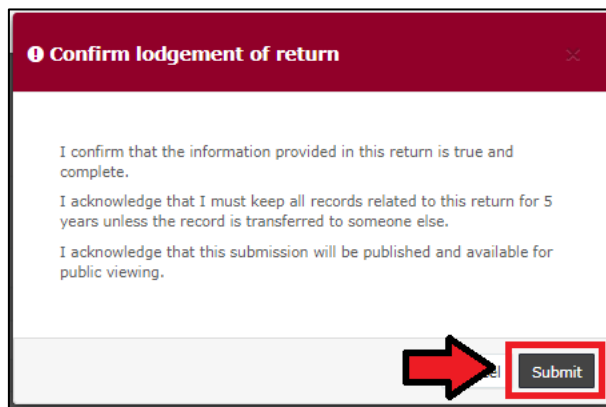 Confirm lodgement of return
I confirm that the information provided in this return is true and
complete.
I acknowledge that I must keep all records related to this return for 5
years unless the record is transferred to someone else.
I acknowledge that this submission will be published and available for
public viewing.
Submit